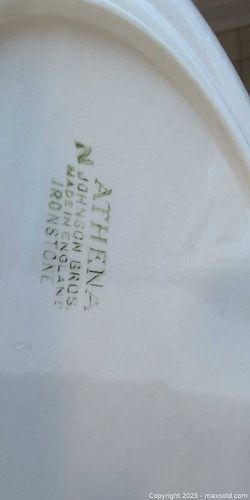 ATHENA
JOHNSON BROS.
MADE IN ENGLAND
IRONSTONE
Copyright © 2025 - maxsold.com